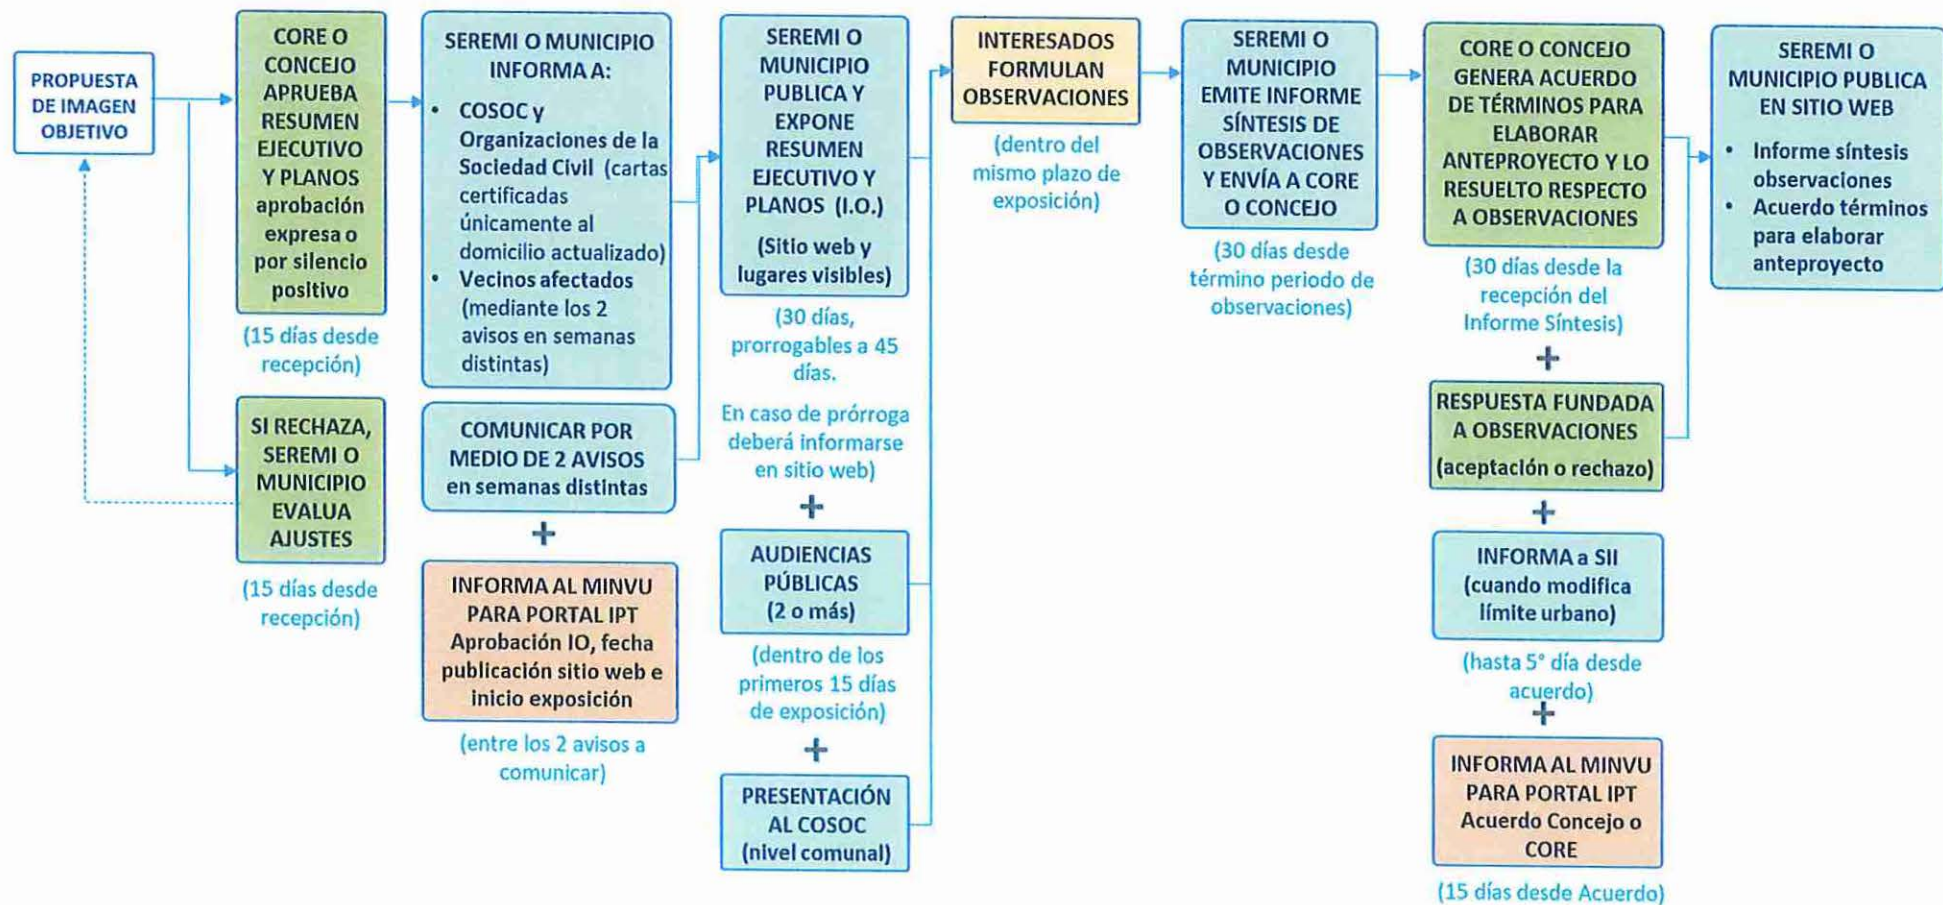 PROPUESTA
DE IMAGEN
OBJETIVO
CORE O
CONCEJO
APRUEBA
RESUMEN
EJECUTIVO
Y PLANOS
aprobación
expresa o
por silencio
positivo
(15 días desde
recepción)
SI RECHAZA,
SEREMI O
MUNICIPIO
EVALUA
AJUSTES
(15 días desde
recepción)
SEREMI O MUNICIPIO
INFORMA A:
• COSOC y
Organizaciones de la
Sociedad Civil (cartas
certificadas
únicamente al
domicilio actualizado)
• Vecinos afectados
(mediante los 2
avisos en semanas
distintas)
COMUNICAR POR
MEDIO DE 2 AVISOS
en semanas distintas
+
INFORMA AL MINVU
PARA PORTAL IPT
Aprobación IO, fecha
publicación sitio web e
inicio exposición
(entre los 2 avisos a
comunicar)
SEREMI O
MUNICIPIO
PUBLICA Y
EXPONE
RESUMEN
EJECUTIVO Y
PLANOS (I.O.)
(Sitio web y
lugares visibles)
(30 días,
prorrogables a 45
días.
En caso de prórroga
deberá informarse
en sitio web)
+
AUDIENCIAS
PÚBLICAS
(2 o más)
(dentro de los
primeros 15 días
de exposición)
+
PRESENTACIÓN
AL COSOC
(nivel comunal)
INTERESADOS
FORMULAN
OBSERVACIONES
(dentro del
mismo plazo de
exposición)
SEREMI O
MUNICIPIO
EMITE INFORME
SÍNTESIS DE
OBSERVACIONES
Y ENVÍA A CORE
O CONCEJO
(30 días desde
término periodo de
observaciones)
CORE O CONCEJO
GENERA ACUERDO
DE TÉRMINOS PARA
ELABORAR
ANTEPROYECTO Y LO
RESUELTO RESPECTO
A OBSERVACIONES
(30 días desde la
recepción del
Informe Síntesis)
+
RESPUESTA FUNDADA
A OBSERVACIONES
(aceptación o rechazo)
+
INFORMA a SII
(cuando modifica
límite urbano)
(hasta 5° día desde
acuerdo)
+
INFORMA AL MINVU
PARA PORTAL IPT
Acuerdo Concejo o
CORE
(15 días desde Acuerdo)
SEREMI O
MUNICIPIO PUBLICA
EN SITIO WEB
• Informe síntesis
observaciones
• Acuerdo términos
para elaborar
anteproyecto